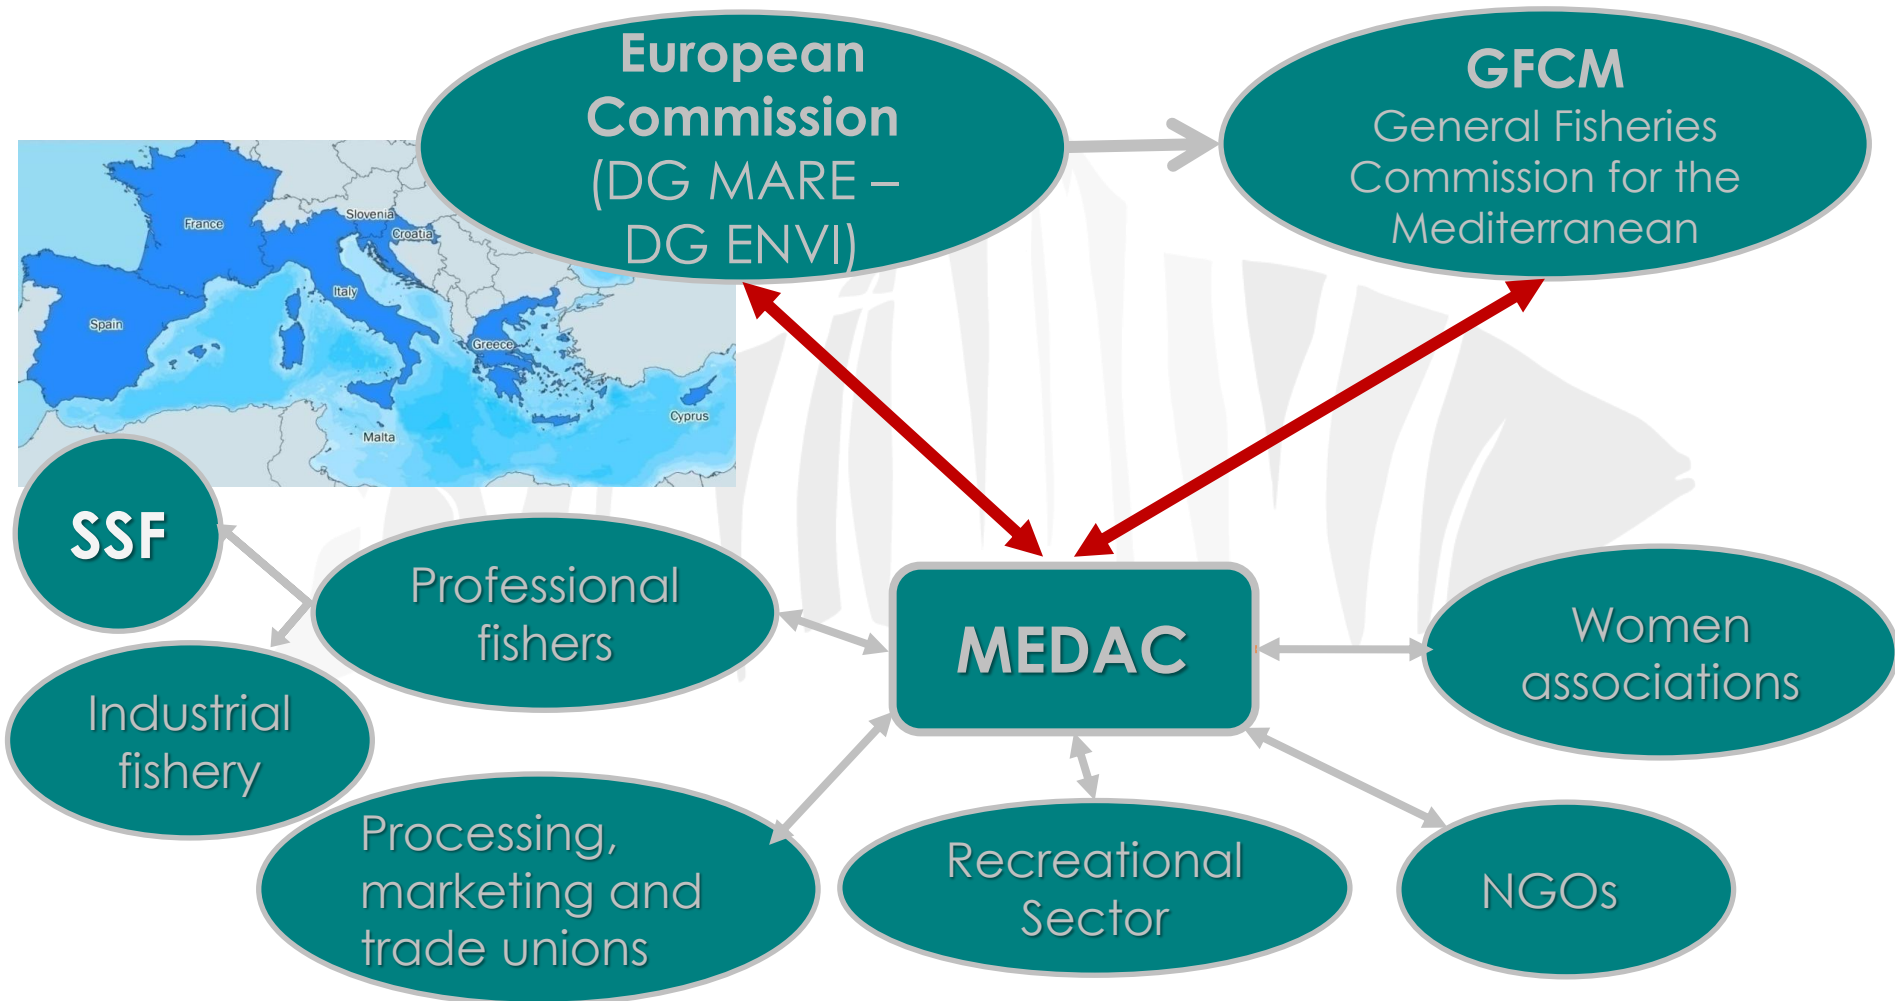 European
Commission
(DG MARE –
DG ENVI)
GFCM
General Fisheries
Commission for the
Mediterranean
France
Slovenia
Croatia
Italy
Spain
Greece
Cyprus
Malta
SSF
Professional
fishers
Industrial
fishery
MEDAC
Women
associations
Processing,
marketing and
trade unions
Recreational
Sector
NGOs